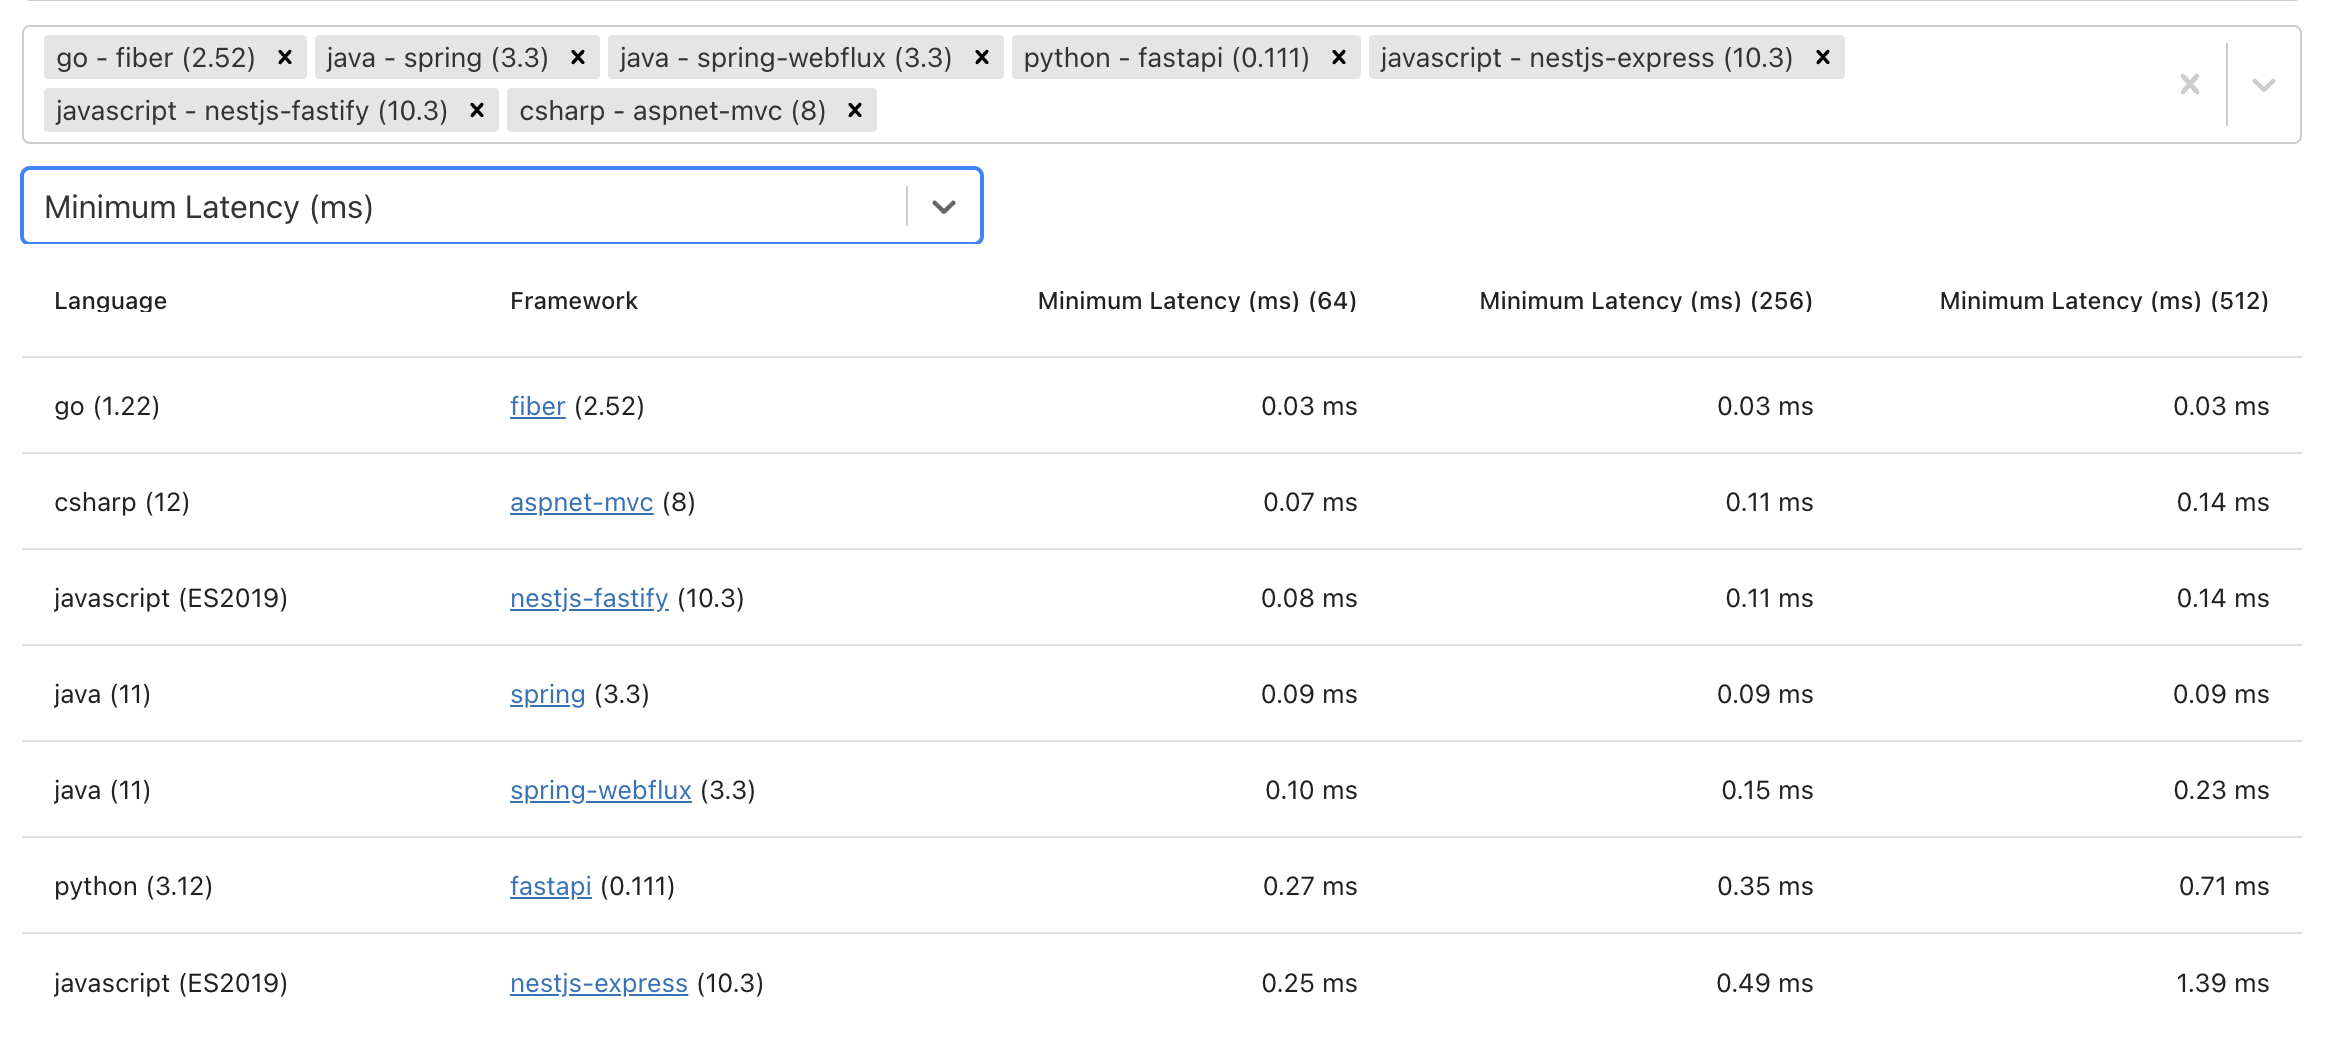 go - fiber (2.52) × java - spring (3.3) × java - spring-webflux (3.3) × python - fastapi (0.111) × javascript - nestjs-express (10.3) ×
javascript - nestjs-fastify (10.3) × csharp - aspnet-mvc (8) ×
Minimum Latency (ms)
Language Framework Minimum Latency (ms) (64) Minimum Latency (ms) (256) Minimum Latency (ms) (512)
go (1.22) fiber (2.52) 0.03 ms 0.03 ms 0.03 ms
csharp (12) aspnet-mvc (8) 0.07 ms 0.11 ms 0.14 ms
javascript (ES2019) nestjs-fastify (10.3) 0.08 ms 0.11 ms 0.14 ms
java (11) spring (3.3) 0.09 ms 0.09 ms 0.09 ms
java (11) spring-webflux (3.3) 0.10 ms 0.15 ms 0.23 ms
python (3.12) fastapi (0.111) 0.27 ms 0.35 ms 0.71 ms
javascript (ES2019) nestjs-express (10.3) 0.25 ms 0.49 ms 1.39 ms